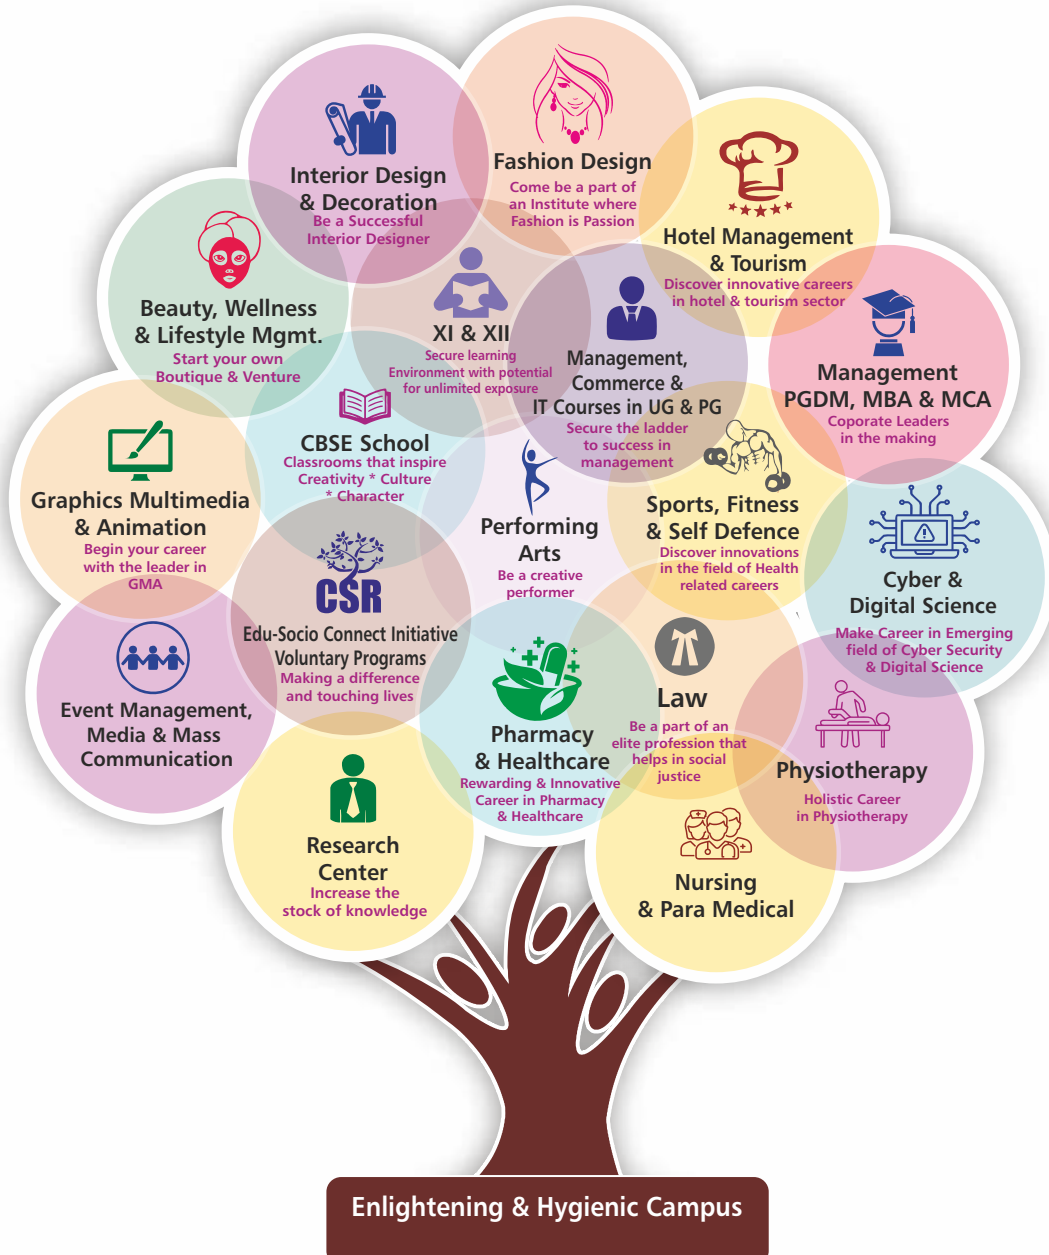 Fashion Design
Come be a part of
an Institute where
Fashion is Passion
Interior Design
& Decoration
Be a Successful
Interior Designer
Hotel Management
& Tourism
Discover innovative careers
in hotel & tourism sector
Beauty, Wellness
& Lifestyle Mgmt.
Start your own
Boutique & Venture
XI & XII
Secure learning
Environment with potential
for unlimited exposure
Management,
Commerce &
IT Courses in UG & PG
Secure the ladder
to success in
management
Management
PGDM, MBA & MCA
Coporate Leaders
in the making
CBSE School
Classrooms that inspire
Creativity * Culture
* Character
Graphics Multimedia
& Animation
Begin your career
with the leader in
GMA
Performing
Arts
Be a creative
performer
Sports, Fitness
& Self Defence
Discover innovations
in the field of Health
related careers
Cyber &
Digital Science
Make Career in Emerging
field of Cyber Security
& Digital Science
CSR
Edu-Socio Connect Initiative
Voluntary Programs
Making a difference
and touching lives
Event Management,
Media & Mass
Communication
Pharmacy
& Healthcare
Rewarding & Innovative
Career in Pharmacy
& Healthcare
Law
Be a part of an
elite profession that
helps in social
justice
Physiotherapy
Holistic Career
in Physiotherapy
Research
Center
Increase the
stock of knowledge
Nursing
& Para Medical
Enlightening & Hygienic Campus